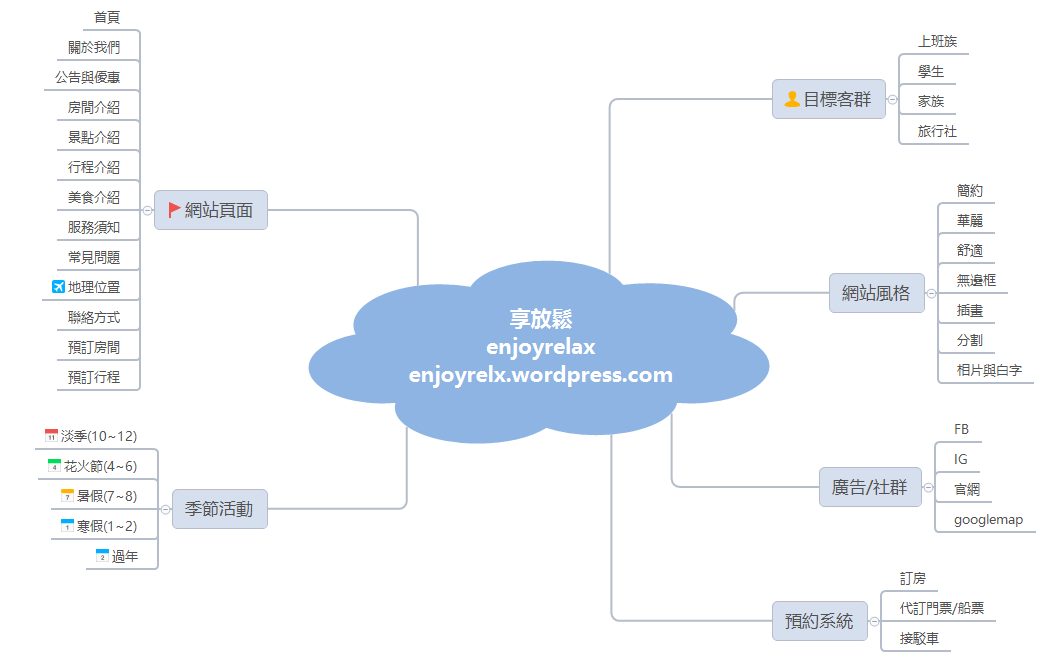 享放鬆
enjoyrelax
enjoyrelx.wordpress.com
目標客群
上班族
學生
家族
旅行社
網站風格
簡約
華麗
舒適
無邊框
插畫
分割
相片與白字
廣告/社群
FB
IG
官網
googlemap
預約系統
訂房
代訂門票/船票
接駁車
網站頁面
首頁
關於我們
公告與優惠
房間介紹
景點介紹
行程介紹
美食介紹
服務須知
常見問題
地理位置
聯絡方式
預訂房間
預訂行程
季節活動
11
淡季(10~12)
4
花火節(4~6)
7
暑假(7~8)
1
寒假(1~2)
2
過年